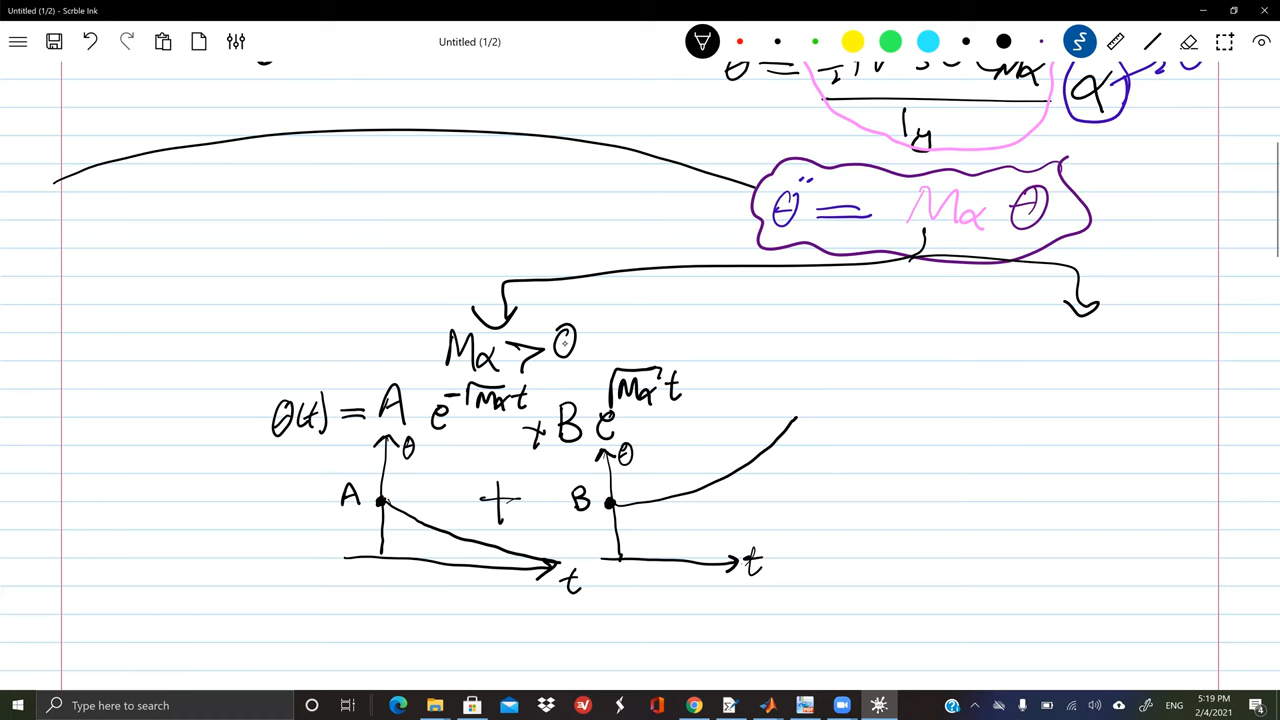 Untitled (1/2) - Scrble Ink
Untitled (1/2)
α
Iy
θ̈ = Mα θ
Mα > 0
θ(t) = A e^-√Mα t + B e^√Mα t
θ
θ
A
+
B
t
t
Type here to search
ENG
5:19 PM
2/4/2021